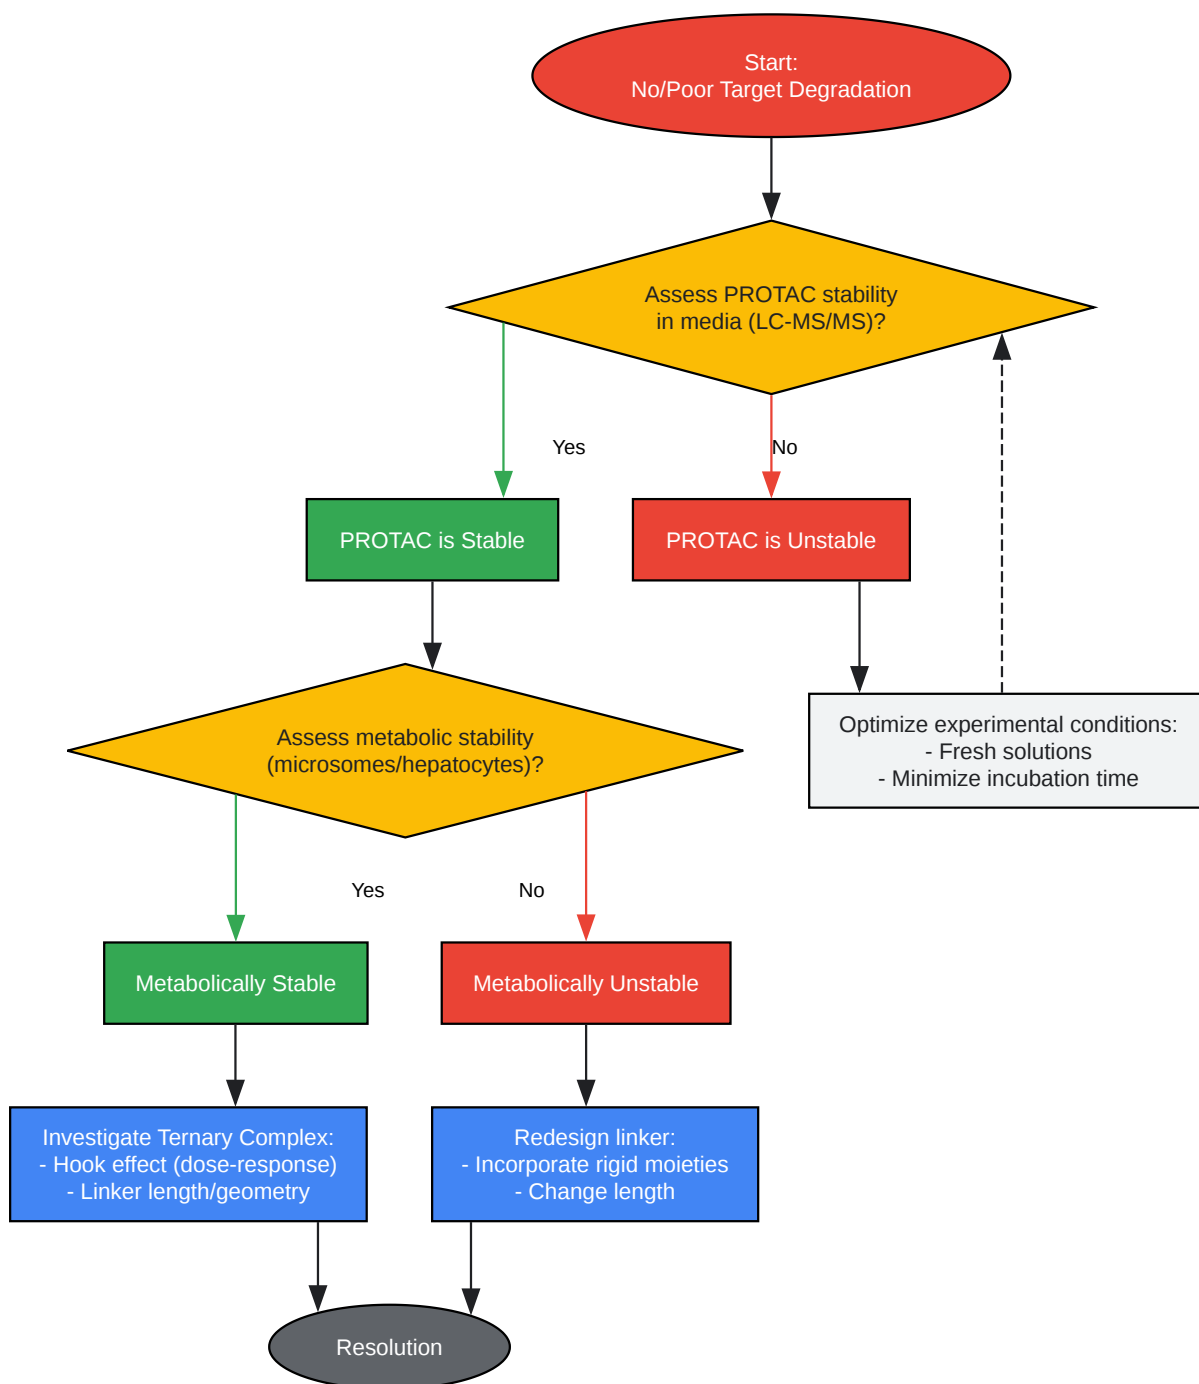 Start:
No/Poor Target Degradation
Assess PROTAC stability
in media (LC-MS/MS)?
Yes
No
PROTAC is Stable
PROTAC is Unstable
Optimize experimental conditions:
- Fresh solutions
- Minimize incubation time
Assess metabolic stability
(microsomes/hepatocytes)?
Yes
No
Metabolically Stable
Metabolically Unstable
Investigate Ternary Complex:
- Hook effect (dose-response)
- Linker length/geometry
Redesign linker:
- Incorporate rigid moieties
- Change length
Resolution